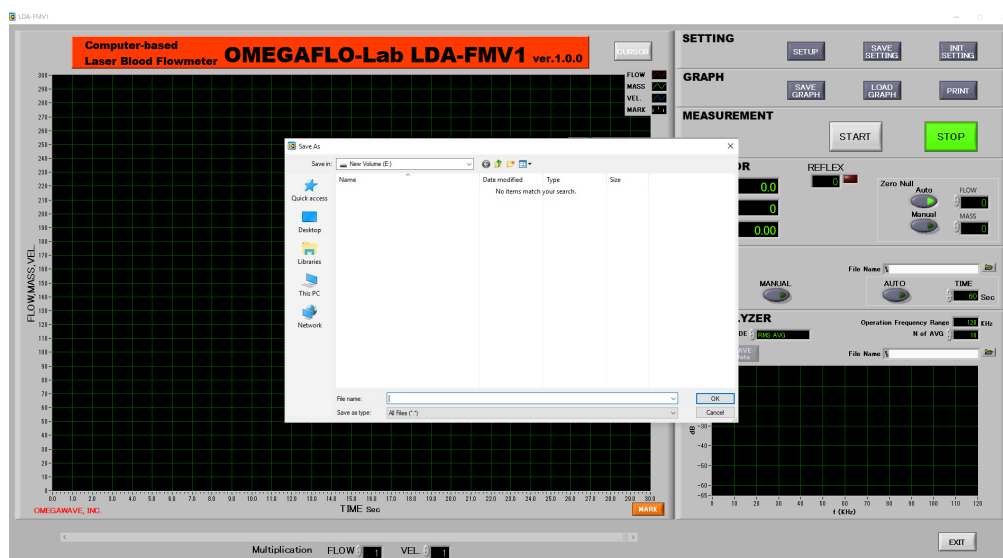 LDA-FMV1
Computer-based
Laser Blood Flowmeter OMEGAFLO-Lab LDA-FMV1 ver.1.0.0
CURSOR
FLOW
MASS
VEL.
MARK
300
290
280
270
260
250
240
230
220
210
200
190
180
170
160
150
140
130
120
110
100
90
80
70
60
50
40
30
20
10
0
FLOW,MASS,VEL.
0.0 1.0 2.0 3.0 4.0 5.0 6.0 7.0 8.0 9.0 10.0 11.0 12.0 13.0 14.0 15.0 16.0 17.0 18.0 19.0 20.0 21.0 22.0 23.0 24.0 25.0 26.0 27.0 28.0 29.0 30.0
OMEGAWAVE, INC.
TIME Sec
MARK
Multiplication FLOW 1 VEL. 1
Save As
Save in: New Volume (E:)
Name Date modified Type Size
No items match your search.
Quick access
Desktop
Libraries
This PC
Network
File name:
OK
Save as type: All Files (*.*)
Cancel
SETTING
SETUP
SAVE SETTING
INIT. SETTING
GRAPH
SAVE GRAPH
LOAD GRAPH
PRINT
MEASUREMENT
START
STOP
OR
REFLEX
0.0
0
0
0.00
Zero Null
Auto
Manual
FLOW
0
MASS
0
File Name
MANUAL
AUTO
TIME
60 Sec
YZER
Operation Frequency Range 120 KHz
DE RMS AVG
N of AVG 10
File Name
dB
-30
-40
-50
-60
-65
0 10 20 30 40 50 60 70 80 90 100 110 120
f (KHz)
EXIT